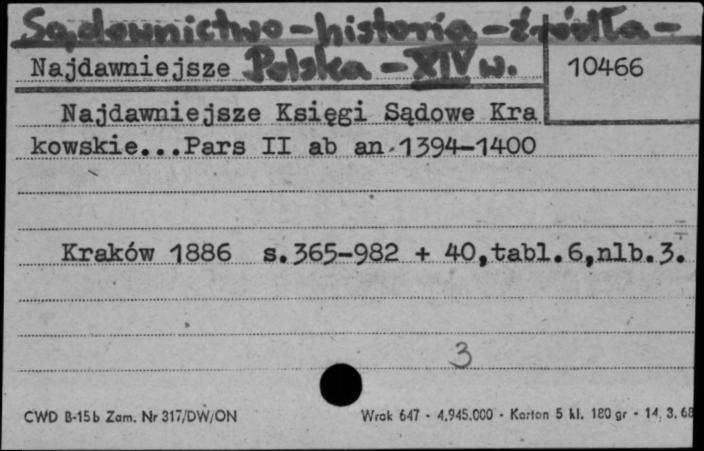 Sądownictwo-historia-źródła-
Najdawniejsze Polska-XIV w. 10466
Najdawniejsze Księgi Sądowe Kra
kowskie...Pars II ab an.1394-1400
Kraków 1886 s.365-982 + 40,tabl.6,nlb.3.
3
CWD B-15b Zam. Nr 317/DW/ON Wrak 647 - 4.945.000 - Karton 5 kl. 180 gr - 14. 3. 68